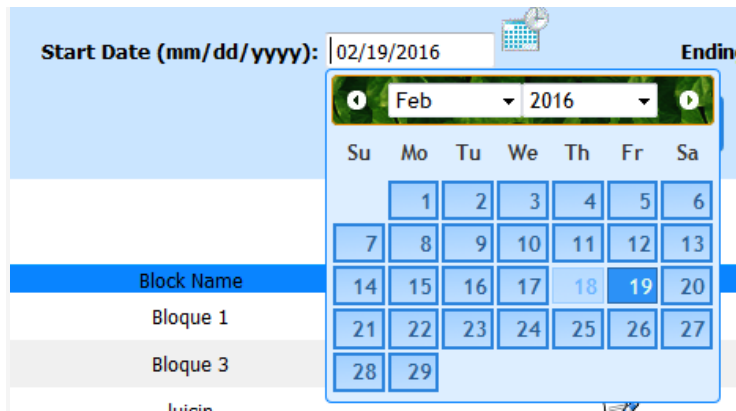 Start Date (mm/dd/yyyy): 02/19/2016
Feb 2016
Su Mo Tu We Th Fr Sa
1 2 3 4 5 6
7 8 9 10 11 12 13
Block Name
14 15 16 17 18 19 20
Bloque 1
21 22 23 24 25 26 27
Bloque 3
28 29